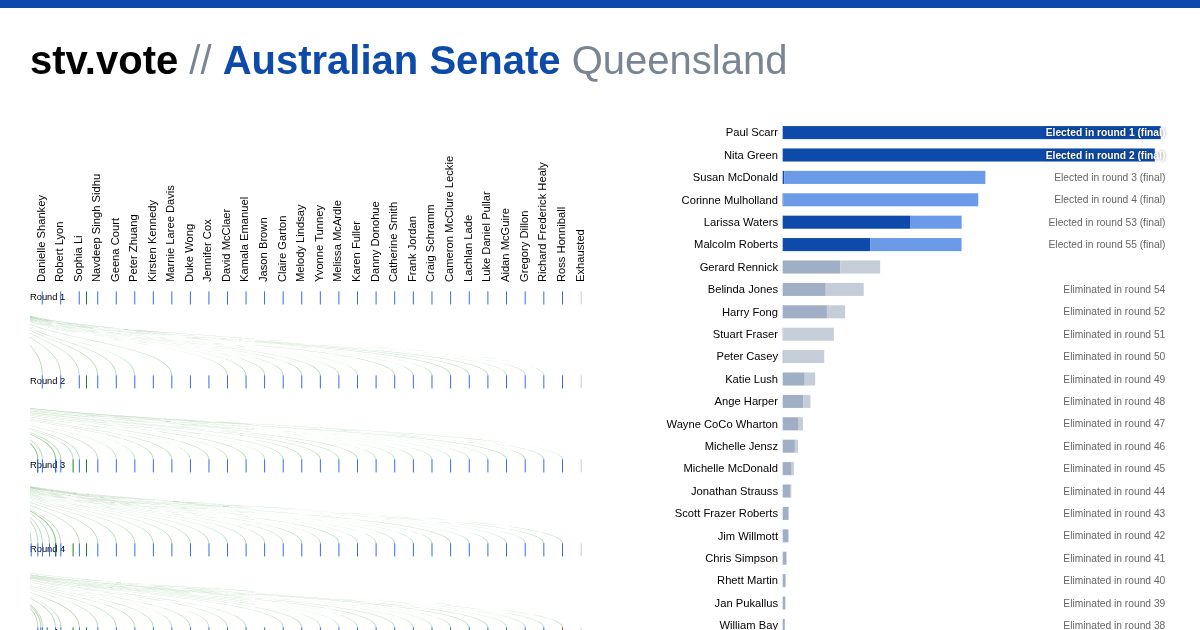 stv.vote // Australian Senate Queensland
Danielle Shankey
Robert Lyon
Sophia Li
Navdeep Singh Sidhu
Geena Court
Peter Zhuang
Kirsten Kennedy
Marnie Laree Davis
Duke Wong
Jennifer Cox
David McClaer
Kamala Emanuel
Jason Brown
Claire Garton
Melody Lindsay
Yvonne Tunney
Melissa McArdle
Karen Fuller
Danny Donohue
Catherine Smith
Frank Jordan
Craig Schramm
Cameron McClure Leckie
Lachlan Lade
Luke Daniel Pullar
Aidan McGuire
Gregory Dillon
Richard Frederick Healy
Ross Honniball
Exhausted
Round 1
Round 2
Round 3
Round 4
Paul Scarr Elected in round 1 (final)
Nita Green Elected in round 2 (final)
Susan McDonald Elected in round 3 (final)
Corinne Mulholland Elected in round 4 (final)
Larissa Waters Elected in round 53 (final)
Malcolm Roberts Elected in round 55 (final)
Gerard Rennick
Belinda Jones Eliminated in round 54
Harry Fong Eliminated in round 52
Stuart Fraser Eliminated in round 51
Peter Casey Eliminated in round 50
Katie Lush Eliminated in round 49
Ange Harper Eliminated in round 48
Wayne CoCo Wharton Eliminated in round 47
Michelle Jensz Eliminated in round 46
Michelle McDonald Eliminated in round 45
Jonathan Strauss Eliminated in round 44
Scott Frazer Roberts Eliminated in round 43
Jim Willmott Eliminated in round 42
Chris Simpson Eliminated in round 41
Rhett Martin Eliminated in round 40
Jan Pukallus Eliminated in round 39
William Bay Eliminated in round 38